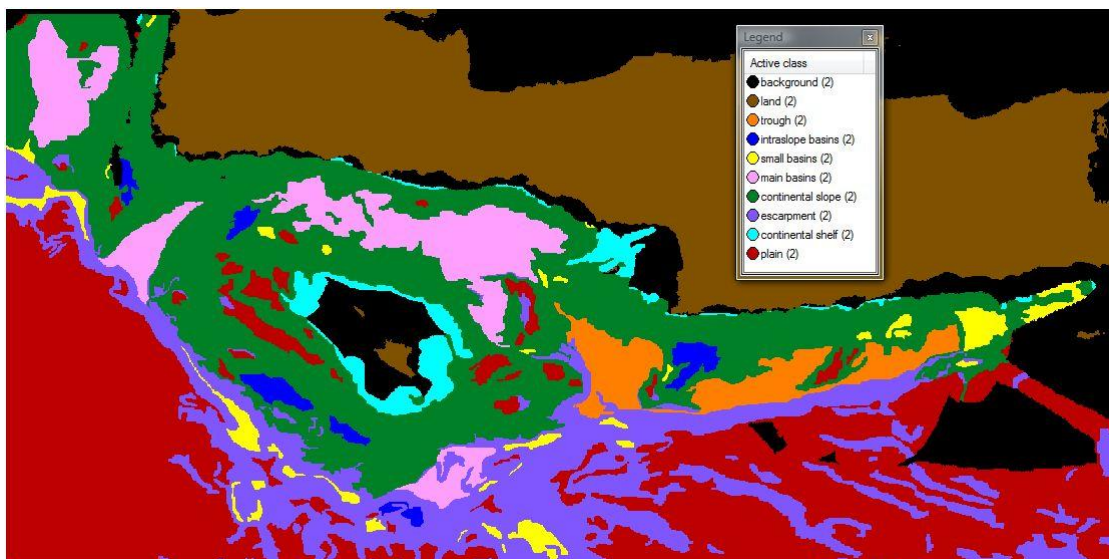 Legend
Active class
background (2)
land (2)
trough (2)
intraslope basins (2)
small basins (2)
main basins (2)
continental slope (2)
escarpment (2)
continental shelf (2)
plain (2)